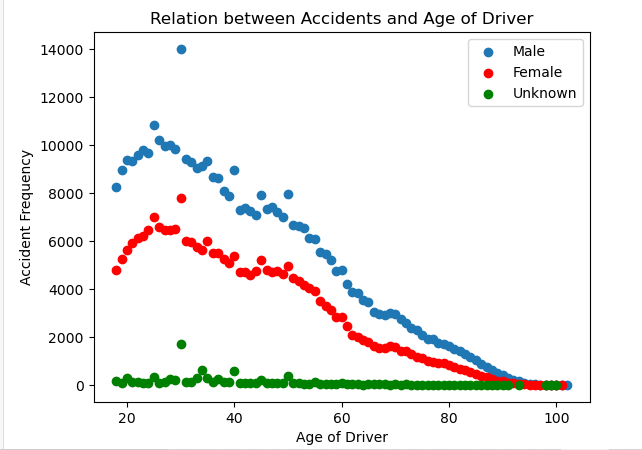 Relation between Accidents and Age of Driver
Male
Female
Unknown
14000
12000
10000
8000
6000
4000
2000
0
Accident Frequency
20 40 60 80 100
Age of Driver